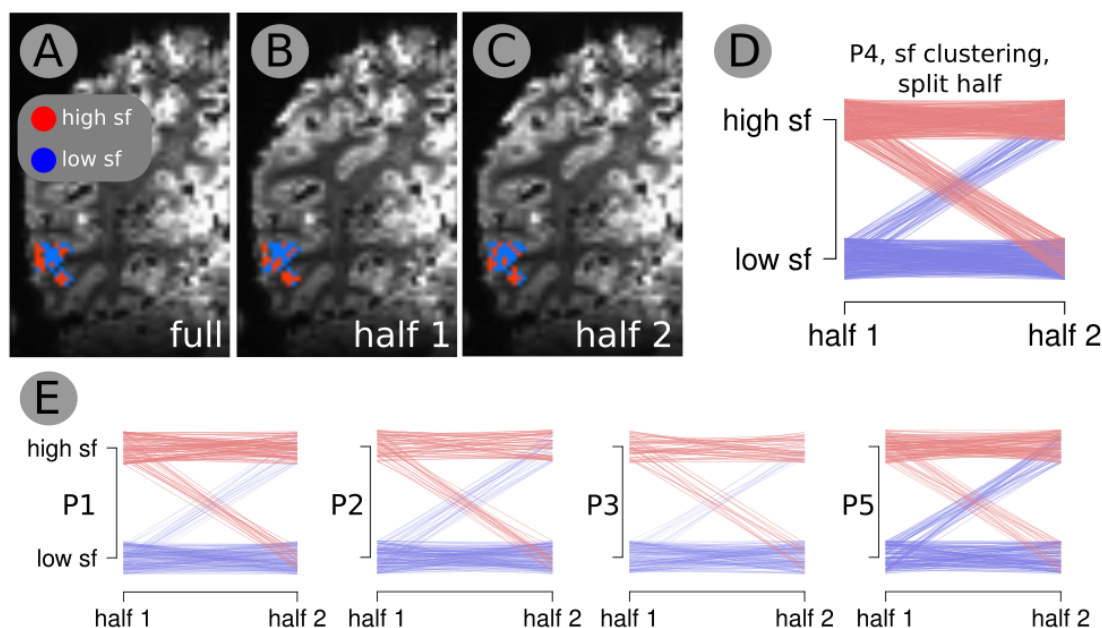 A
B
C
high sf
low sf
full
half 1
half 2
D
P4, sf clustering,
split half
high sf
low sf
half 1
half 2
E
high sf
low sf
P1
half 1
half 2
P2
half 1
half 2
P3
half 1
half 2
P5
half 1
half 2